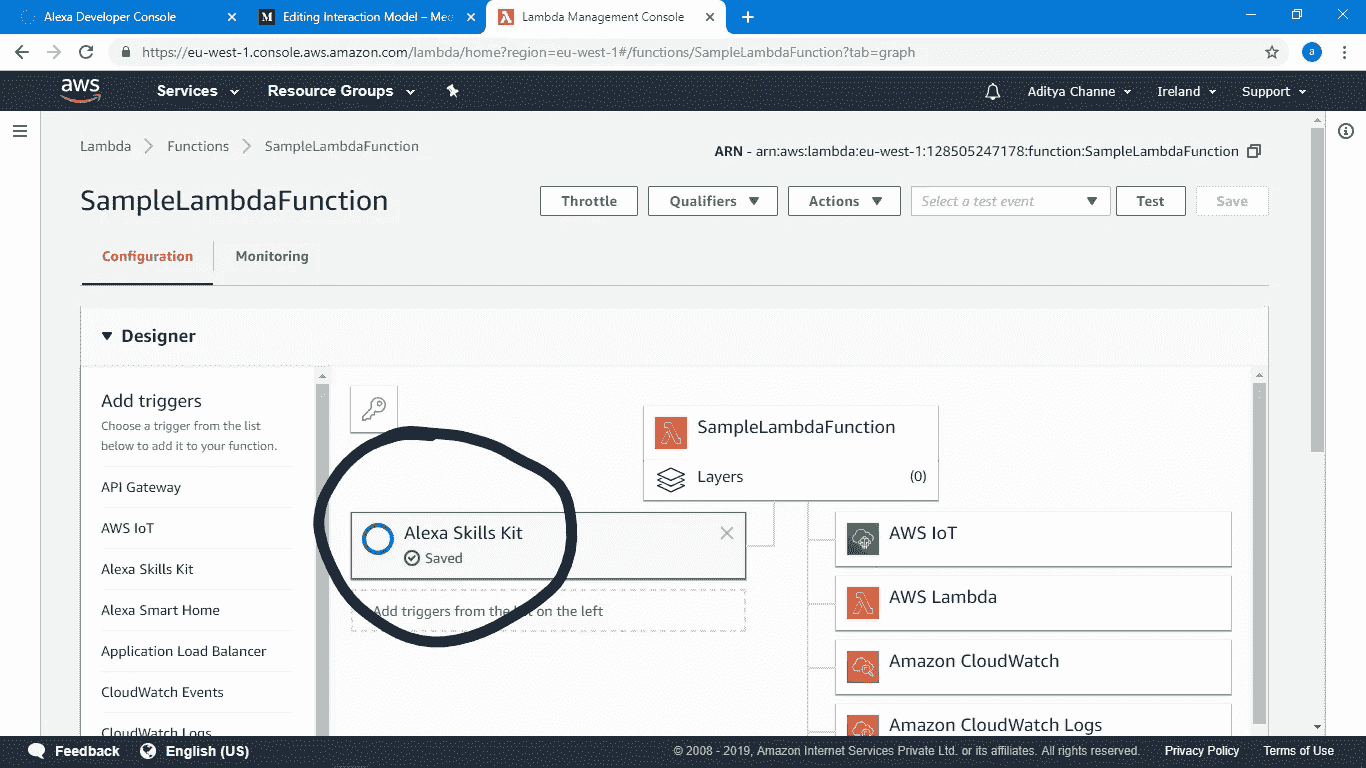 Alexa Developer Console
Editing Interaction Model – Med
Lambda Management Console
https://eu-west-1.console.aws.amazon.com/lambda/home?region=eu-west-1#/functions/SampleLambdaFunction?tab=graph
a
aws Services Resource Groups Aditya Channe Ireland Support
Lambda Functions SampleLambdaFunction
ARN - arn:aws:lambda:eu-west-1:128505247178:function:SampleLambdaFunction
SampleLambdaFunction
Throttle Qualifiers Actions Select a test event Test Save
Configuration Monitoring
Designer
Add triggers
Choose a trigger from the list
below to add it to your function.
API Gateway
AWS IoT
Alexa Skills Kit
Alexa Smart Home
Application Load Balancer
CloudWatch Events
CloudWatch Logs
SampleLambdaFunction
Layers (0)
Alexa Skills Kit
Saved
Add triggers from the list on the left
AWS IoT
AWS Lambda
Amazon CloudWatch
Amazon CloudWatch Logs
Feedback English (US) © 2008 - 2019, Amazon Internet Services Private Ltd. or its affiliates. All rights reserved. Privacy Policy Terms of Use